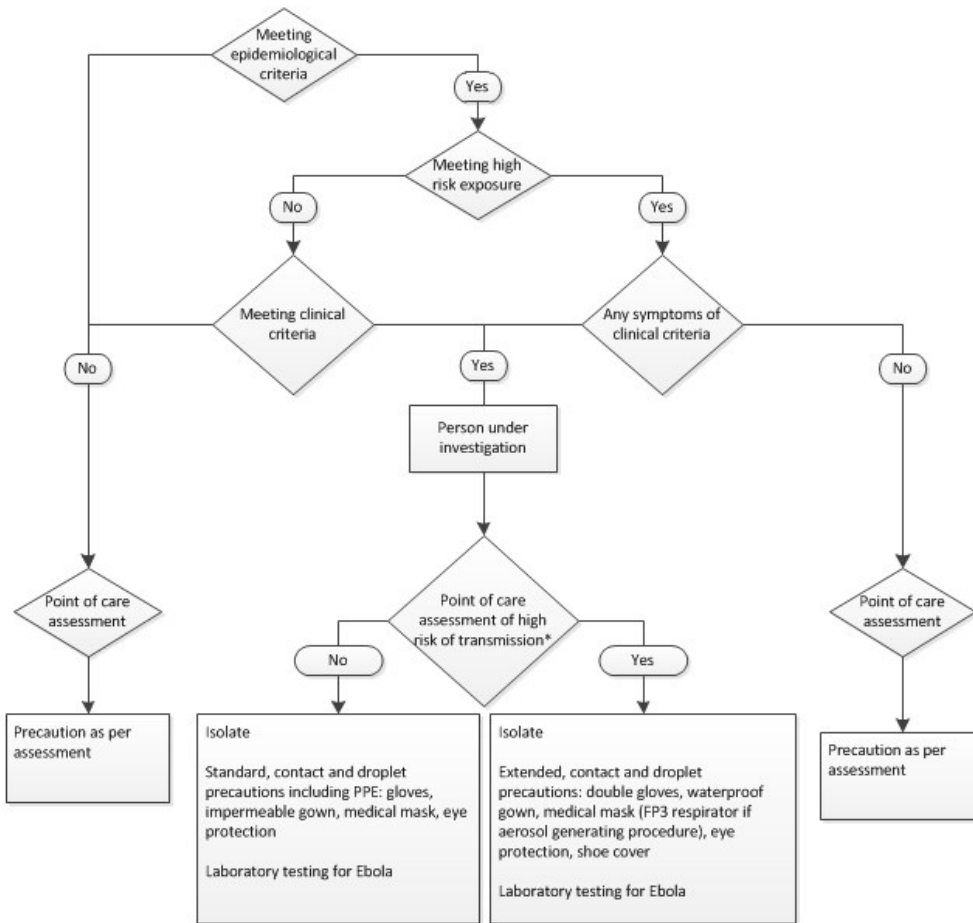 Meeting
epidemiological
criteria
Yes
Meeting high
risk exposure
No
Yes
Meeting clinical
criteria
Any symptoms of
clinical criteria
No
Yes
No
Person under
investigation
Point of care
assessment
Point of care
assessment of high
risk of transmission*
Point of care
assessment
No
Yes
Precaution as per
assessment
Isolate
Standard, contact and droplet
precautions including PPE: gloves,
impermeable gown, medical mask, eye
protection
Laboratory testing for Ebola
Isolate
Extended, contact and droplet
precautions: double gloves, waterproof
gown, medical mask (FP3 respirator if
aerosol generating procedure), eye
protection, shoe cover
Laboratory testing for Ebola
Precaution as per
assessment